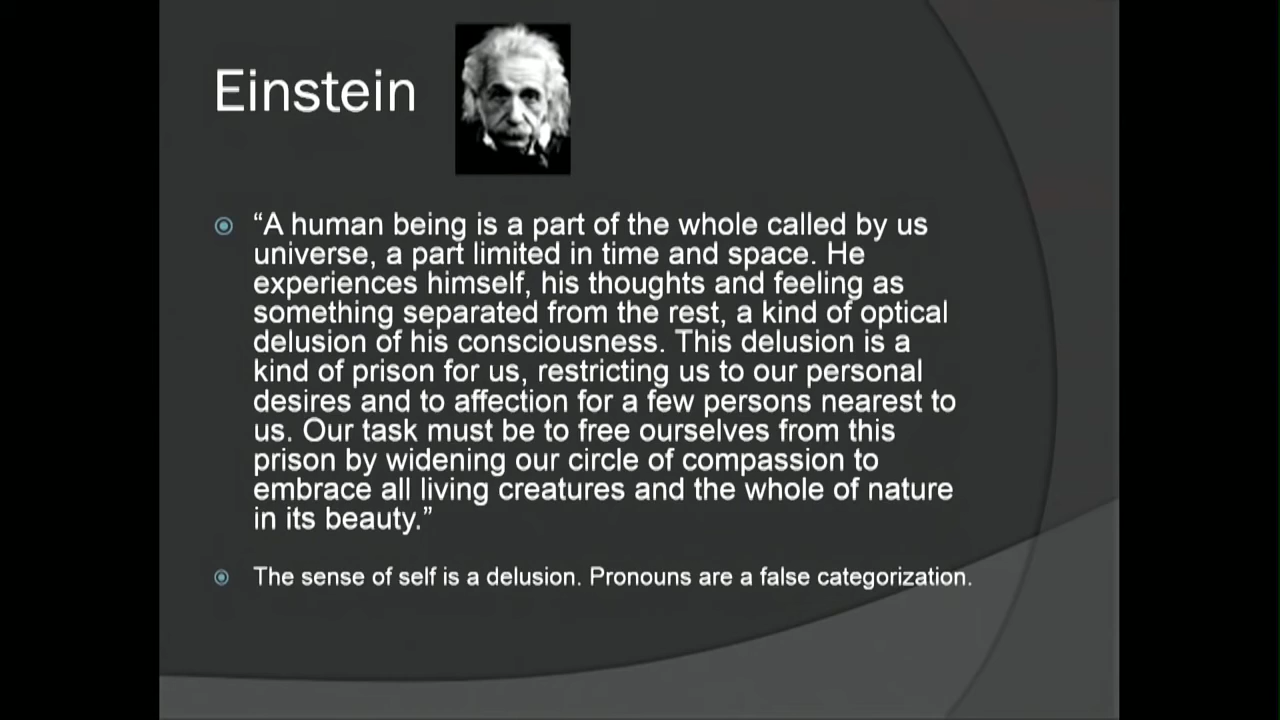 Einstein
“A human being is a part of the whole called by us
universe, a part limited in time and space. He
experiences himself, his thoughts and feeling as
something separated from the rest, a kind of optical
delusion of his consciousness. This delusion is a
kind of prison for us, restricting us to our personal
desires and to affection for a few persons nearest to
us. Our task must be to free ourselves from this
prison by widening our circle of compassion to
embrace all living creatures and the whole of nature
in its beauty.”
The sense of self is a delusion. Pronouns are a false categorization.